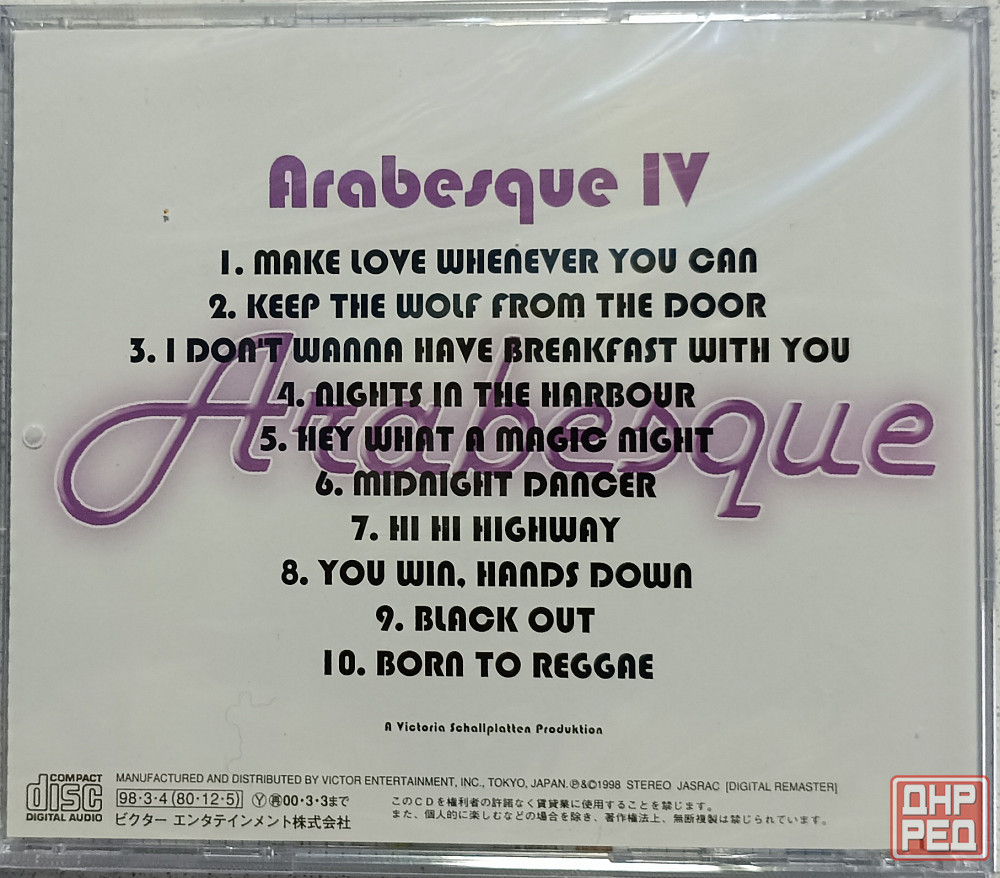 Arabesque IV
1. MAKE LOVE WHENEVER YOU CAN
2. KEEP THE WOLF FROM THE DOOR
3. I DON'T WANNA HAVE BREAKFAST WITH YOU
4. NIGHTS IN THE HARBOUR
Arabesque
5. HEY WHAT A MAGIC NIGHT
6. MIDNIGHT DANCER
7. HI HI HIGHWAY
8. YOU WIN, HANDS DOWN
9. BLACK OUT
10. BORN TO REGGAE
A Victoria Schallplatten Produktion
COMPACT
disc
DIGITAL AUDIO
MANUFACTURED AND DISTRIBUTED BY VICTOR ENTERTAINMENT, INC., TOKYO, JAPAN. ℗&©1998 STEREO JASRAC [DIGITAL REMASTER]
98・3・4 (80・12・5) Ⓨ㊞00・3・3まで
ビクター エンタテインメント株式会社
このCDを権利者の許諾なく賃貸業に使用することを禁じます。
また、個人的に楽しむなどの場合を除き、著作権法上、無断複製は禁じられています。
ДНР
РЕД